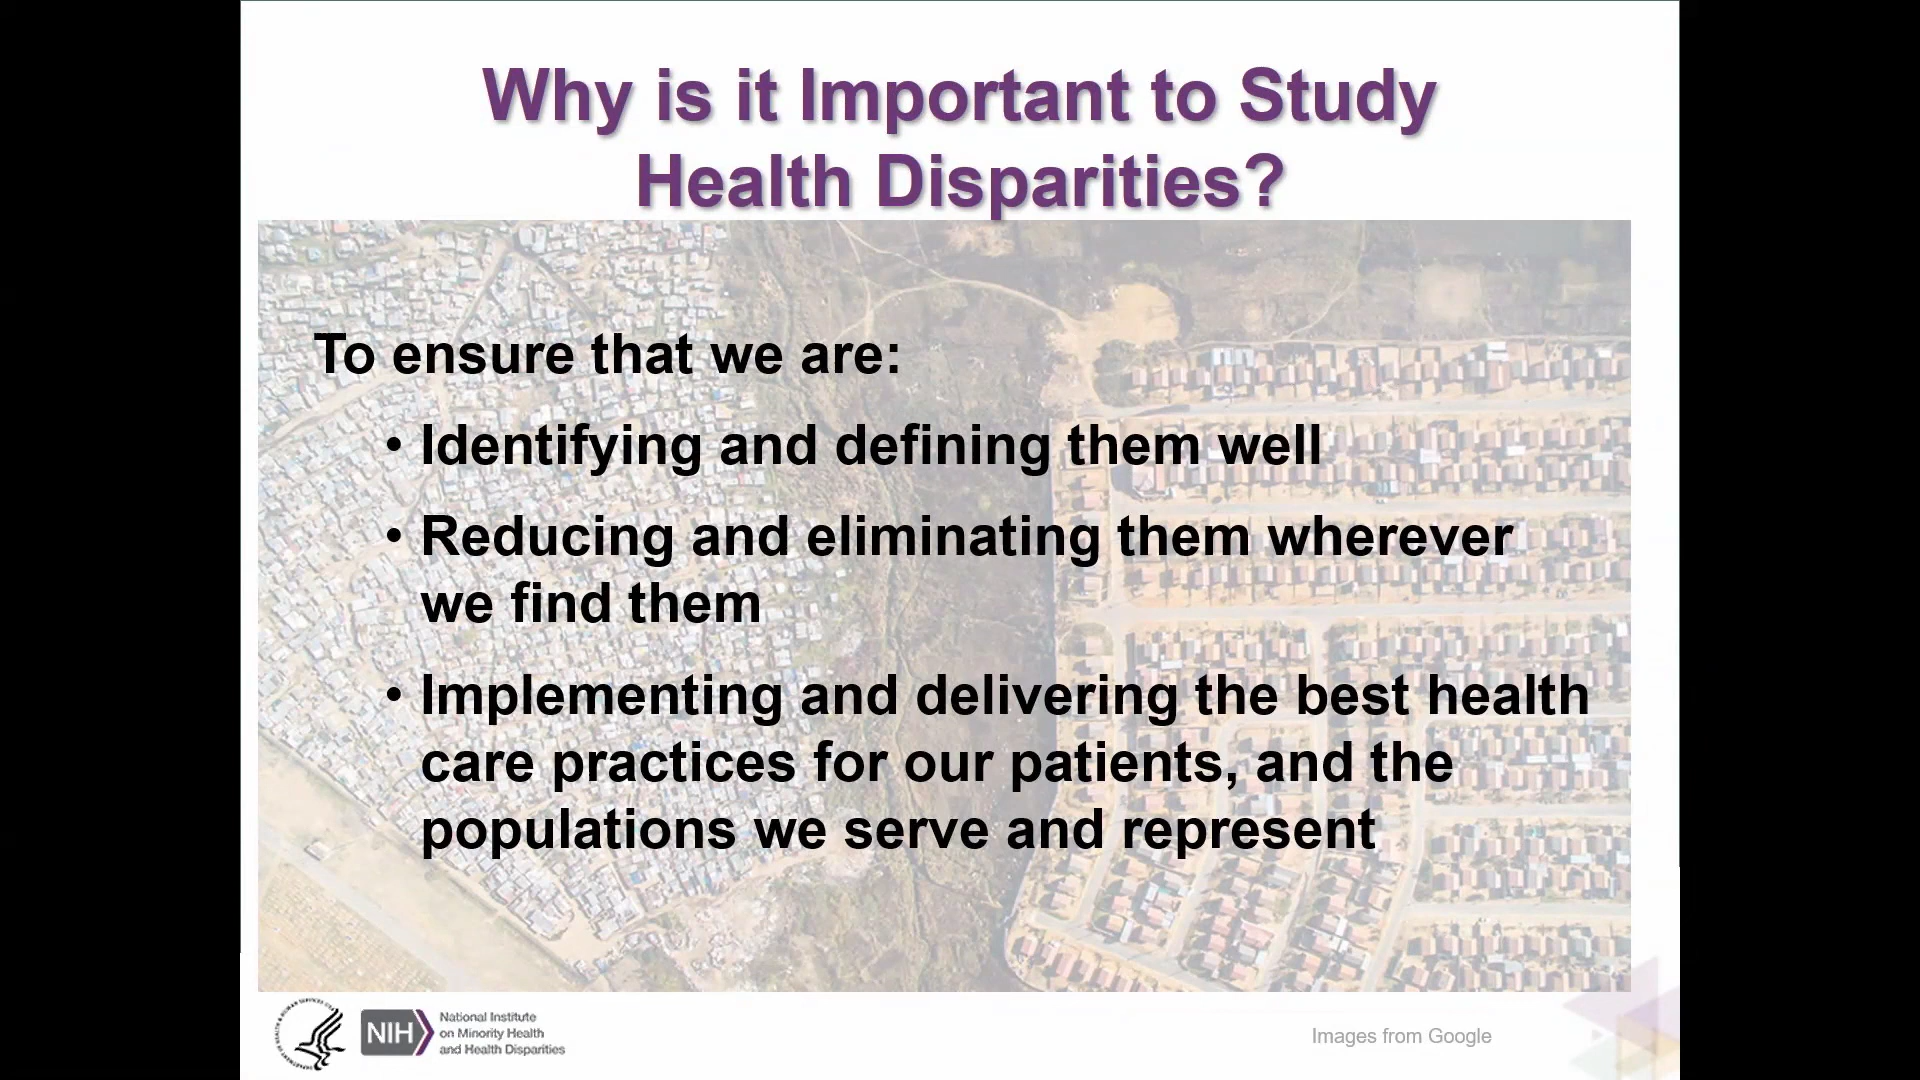 Why is it Important to Study
Health Disparities?
To ensure that we are:
• Identifying and defining them well
• Reducing and eliminating them wherever
we find them
• Implementing and delivering the best health
care practices for our patients, and the
populations we serve and represent
NIH
National Institute
on Minority Health
and Health Disparities
Images from Google